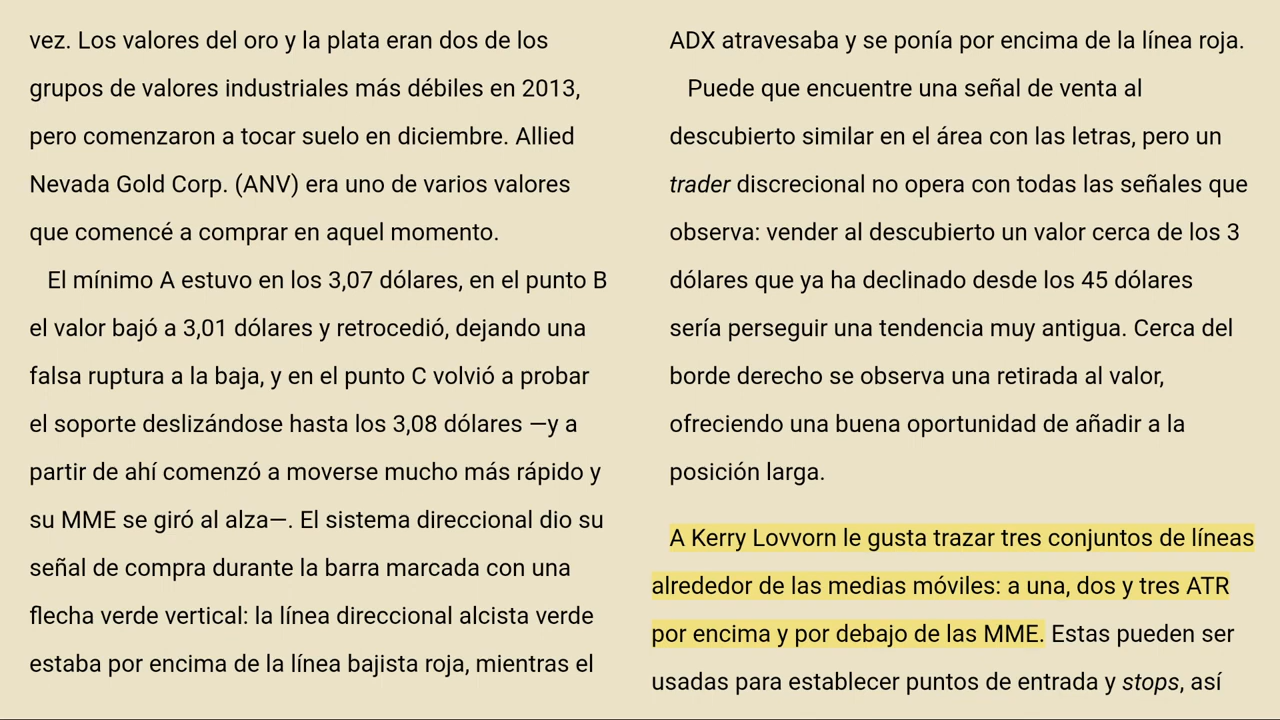 vez. Los valores del oro y la plata eran dos de los
grupos de valores industriales más débiles en 2013,
pero comenzaron a tocar suelo en diciembre. Allied
Nevada Gold Corp. (ANV) era uno de varios valores
que comencé a comprar en aquel momento.
El mínimo A estuvo en los 3,07 dólares, en el punto B
el valor bajó a 3,01 dólares y retrocedió, dejando una
falsa ruptura a la baja, y en el punto C volvió a probar
el soporte deslizándose hasta los 3,08 dólares —y a
partir de ahí comenzó a moverse mucho más rápido y
su MME se giró al alza—. El sistema direccional dio su
señal de compra durante la barra marcada con una
flecha verde vertical: la línea direccional alcista verde
estaba por encima de la línea bajista roja, mientras el
ADX atravesaba y se ponía por encima de la línea roja.
Puede que encuentre una señal de venta al
descubierto similar en el área con las letras, pero un
trader discrecional no opera con todas las señales que
observa: vender al descubierto un valor cerca de los 3
dólares que ya ha declinado desde los 45 dólares
sería perseguir una tendencia muy antigua. Cerca del
borde derecho se observa una retirada al valor,
ofreciendo una buena oportunidad de añadir a la
posición larga.
A Kerry Lovvorn le gusta trazar tres conjuntos de líneas
alrededor de las medias móviles: a una, dos y tres ATR
por encima y por debajo de las MME. Estas pueden ser
usadas para establecer puntos de entrada y stops, así